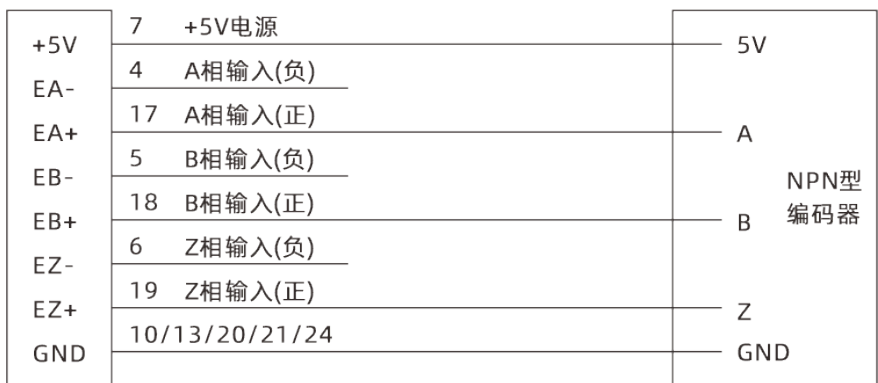 +5V 7 +5V电源 5V
EA- 4 A相输入(负)
EA+ 17 A相输入(正) A
EB- 5 B相输入(负)
NPN型
EB+ 18 B相输入(正) B 编码器
EZ- 6 Z相输入(负)
EZ+ 19 Z相输入(正) Z
GND 10/13/20/21/24 GND